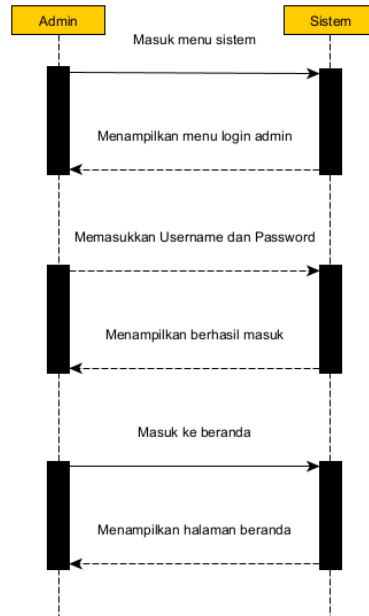 Admin
Sistem
Masuk menu sistem
Menampilkan menu login admin
Memasukkan Username dan Password
Menampilkan berhasil masuk
Masuk ke beranda
Menampilkan halaman beranda